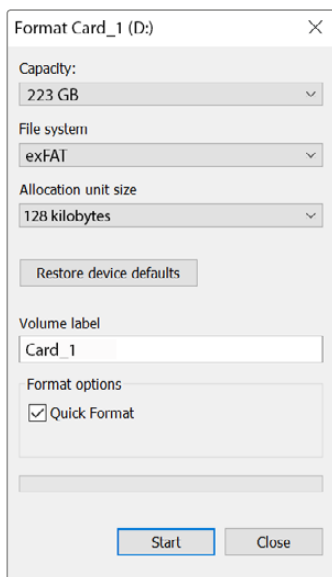 Format Card_1 (D:)
Capacity:
223 GB
File system
exFAT
Allocation unit size
128 kilobytes
Restore device defaults
Volume label
Card_1
Format options
Quick Format
Start Close